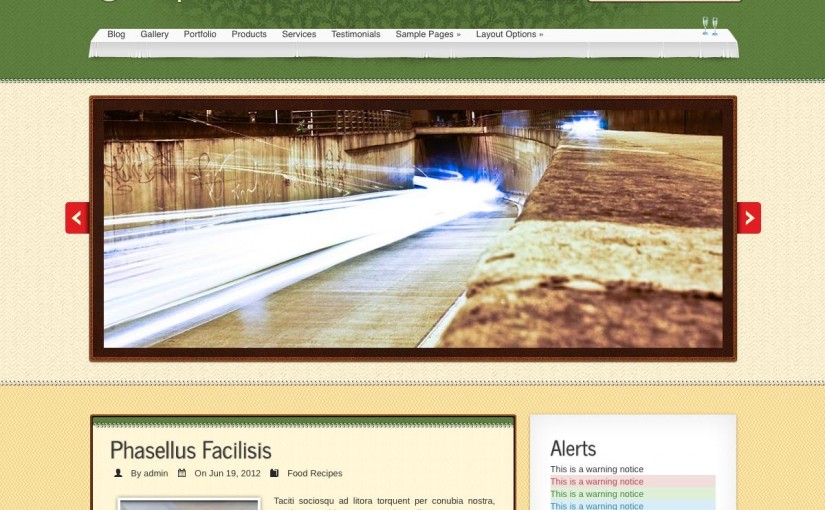 Blog Gallery Portfolio Products Services Testimonials Sample Pages » Layout Options »
Phasellus Facilisis
By admin On Jun 19, 2012 Food Recipes
Taciti sociosqu ad litora torquent per conubia nostra,
Alerts
This is a warning notice
This is a warning notice
This is a warning notice
This is a warning notice